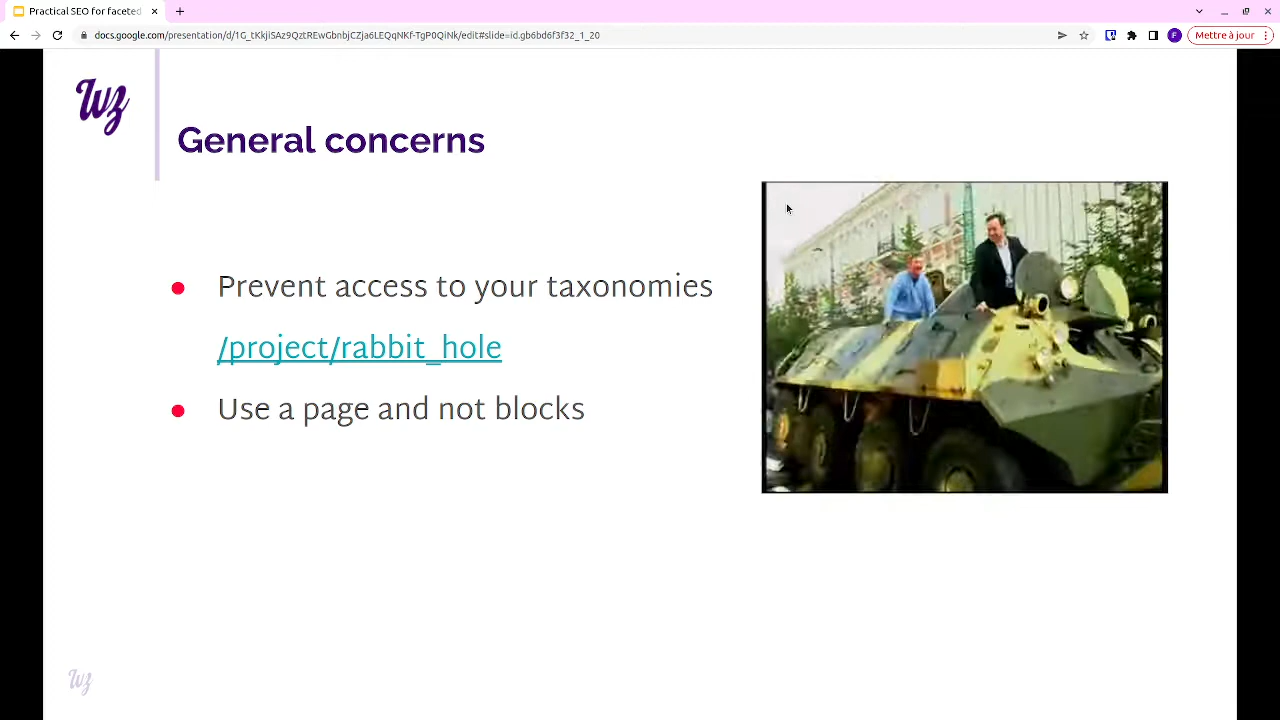 Practical SEO for faceted
docs.google.com/presentation/d/1G_tKkjiSAz9QztREwGbnbjCZja6LEQqNKf-TgP0QiNk/edit#slide=id.gb6bd6f3f32_1_20
F
Mettre à jour
wz
General concerns
Prevent access to your taxonomies
/project/rabbit_hole
Use a page and not blocks
wz